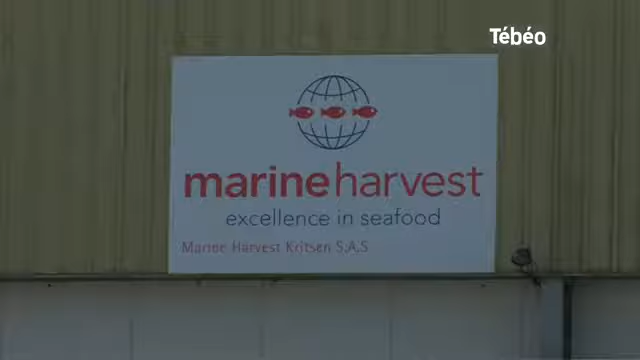 Tébéo
marineharvest
excellence in seafood
Marine Harvest Kritsen S.A.S